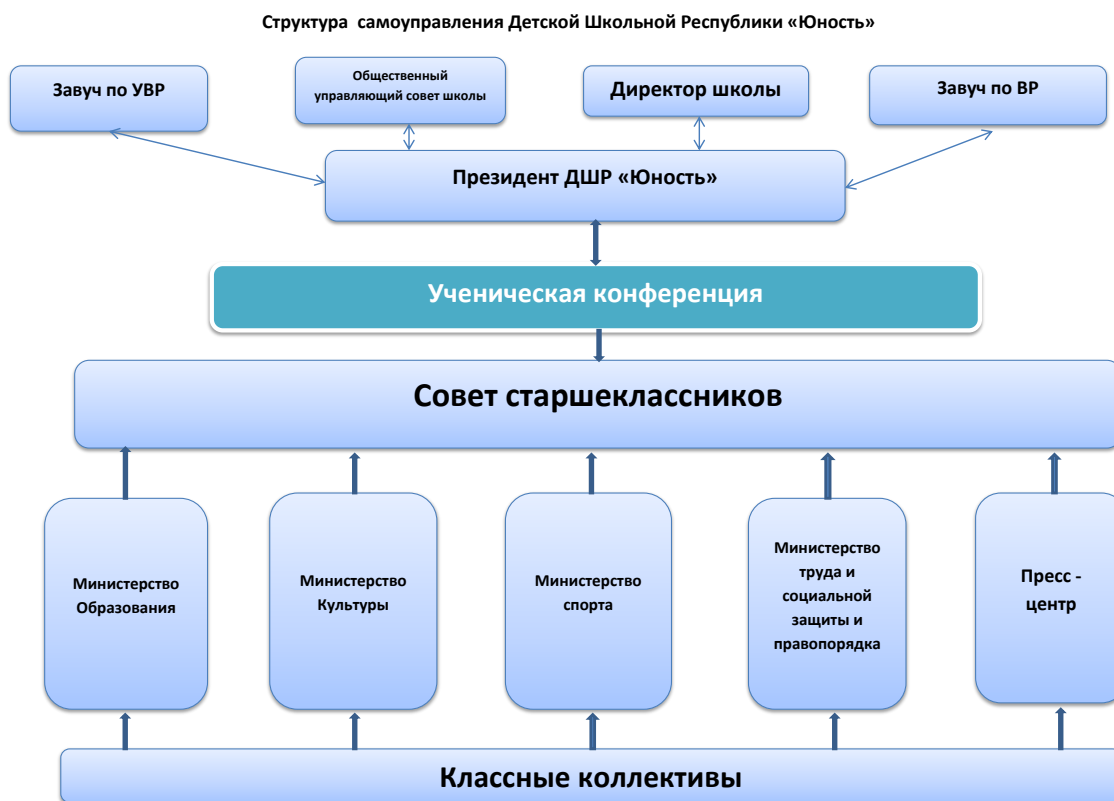 Структура самоуправления Детской Школьной Республики «Юность»
Завуч по УВР
Общественный
управляющий совет школы
Директор школы
Завуч по ВР
Президент ДШР «Юность»
Ученическая конференция
Совет старшеклассников
Министерство
Образования
Министерство
Культуры
Министерство
спорта
Министерство
труда и
социальной
защиты и
правопорядка
Пресс -
центр
Классные коллективы